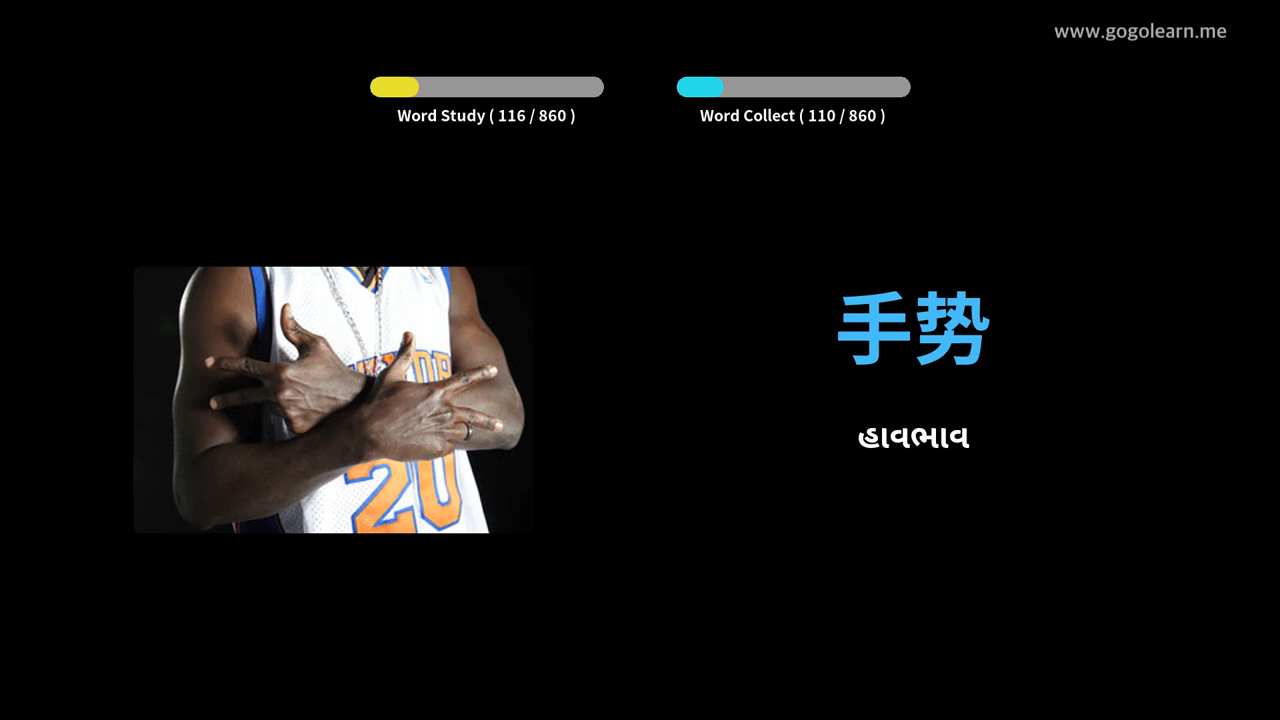 www.gogolearn.me
Word Study ( 116 / 860 )
Word Collect ( 110 / 860 )
手势
હાવભાવ
20